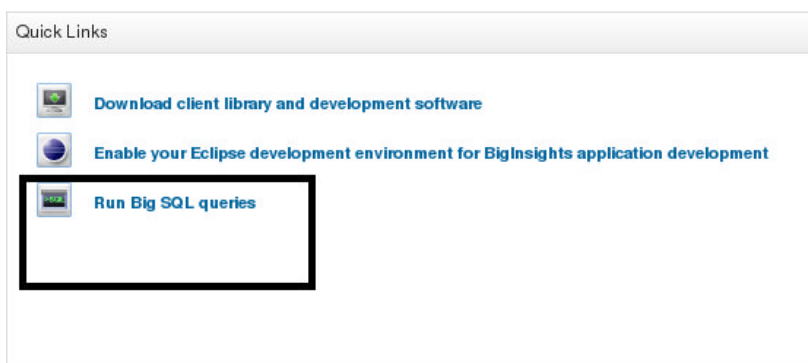 Quick Links
Download client library and development software
Enable your Eclipse development environment for BigInsights application development
Run Big SQL queries